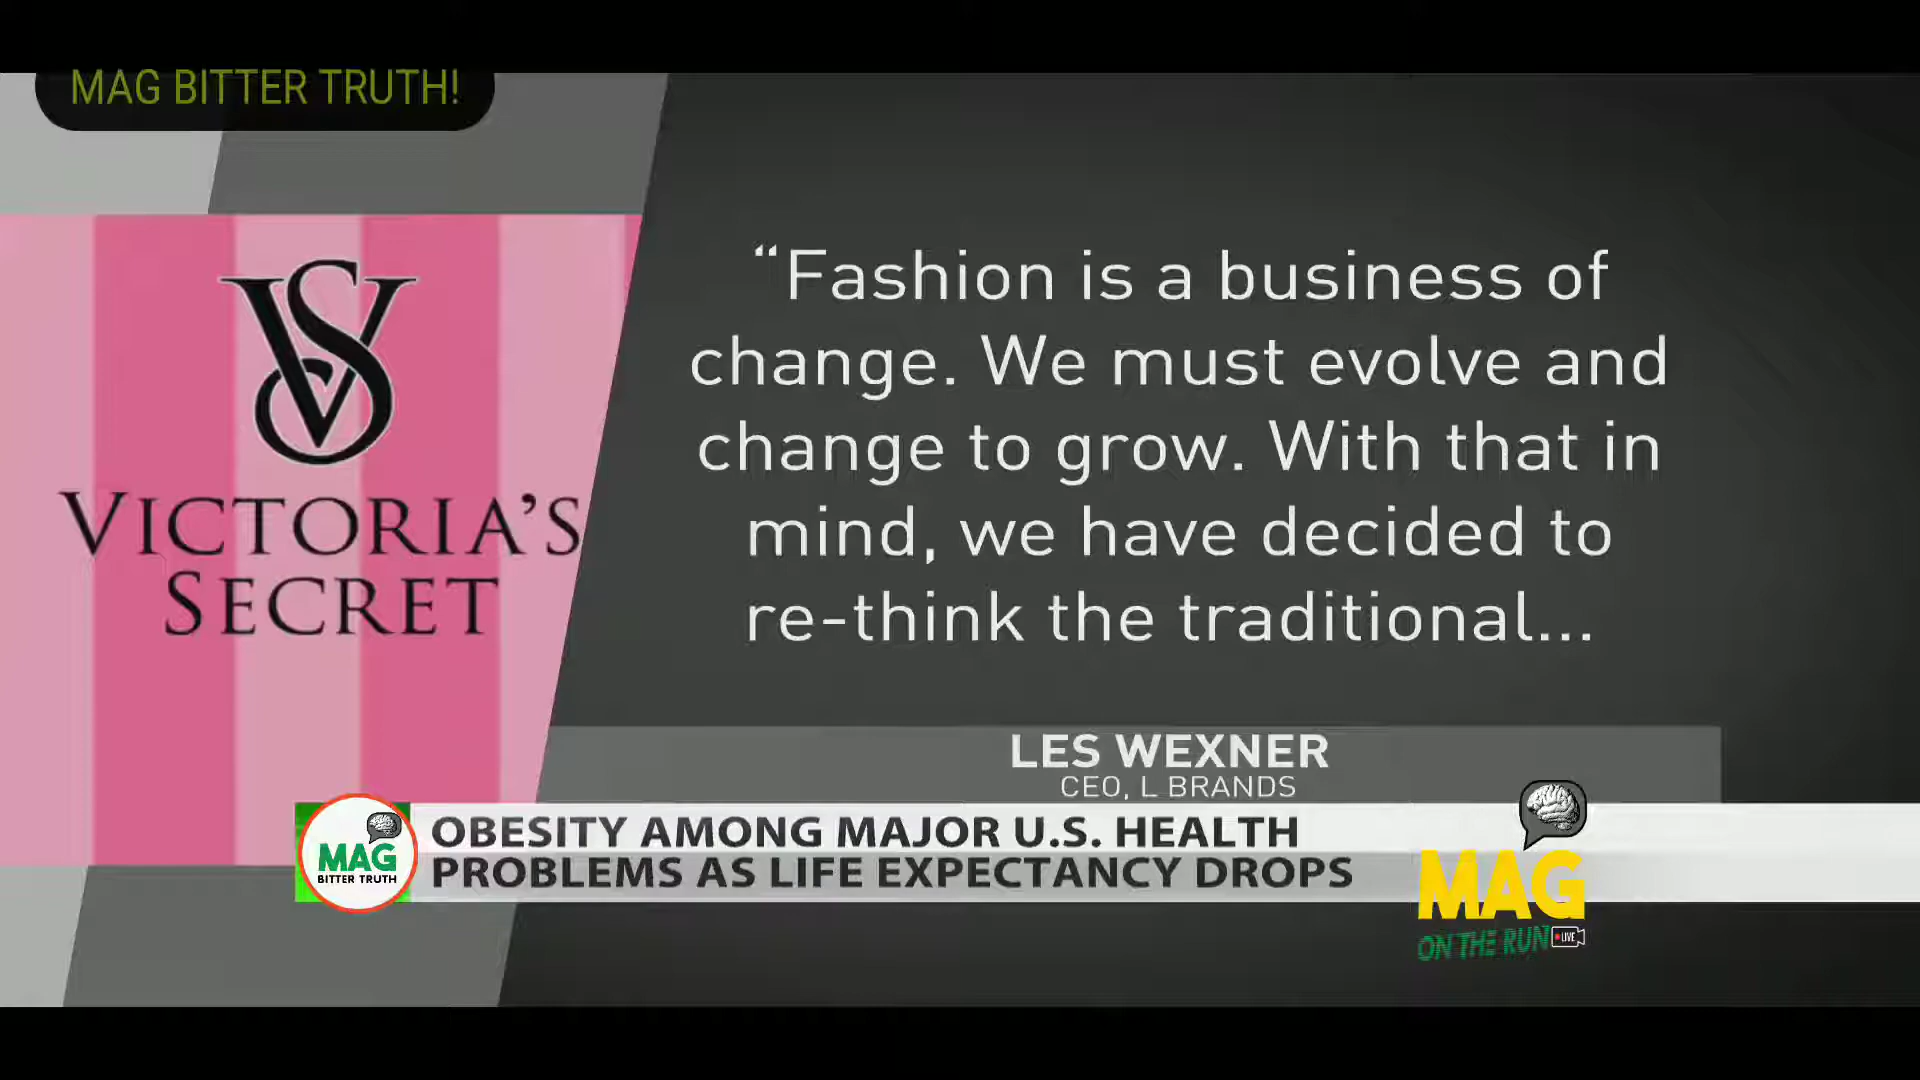 MAG BITTER TRUTH!
VS
VICTORIA'S
SECRET
“Fashion is a business of
change. We must evolve and
change to grow. With that in
mind, we have decided to
re-think the traditional...
LES WEXNER
CEO, L BRANDS
MAG
BITTER TRUTH
OBESITY AMONG MAJOR U.S. HEALTH
PROBLEMS AS LIFE EXPECTANCY DROPS
MAG
ON THE RUN LIVE